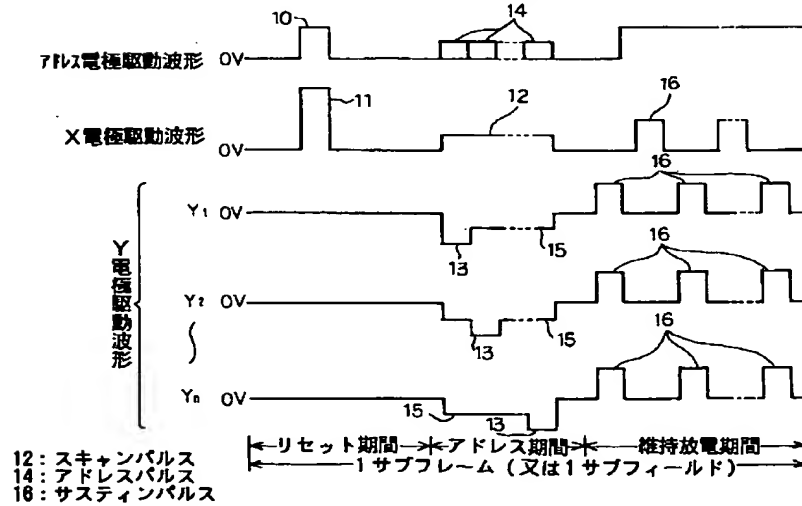 10
14
15
アドレス電極駆動波形 0V
11
12
16
X電極駆動波形 0V
16
Y1 0V
13
15
16
Y電極駆動波形
Y2 0V
13
15
16
Yn 0V
15
13
リセット期間 アドレス期間 維持放電期間
1サブフレーム(又は1サブフィールド)
12:スキャンパルス
14:アドレスパルス
16:サスティンパルス